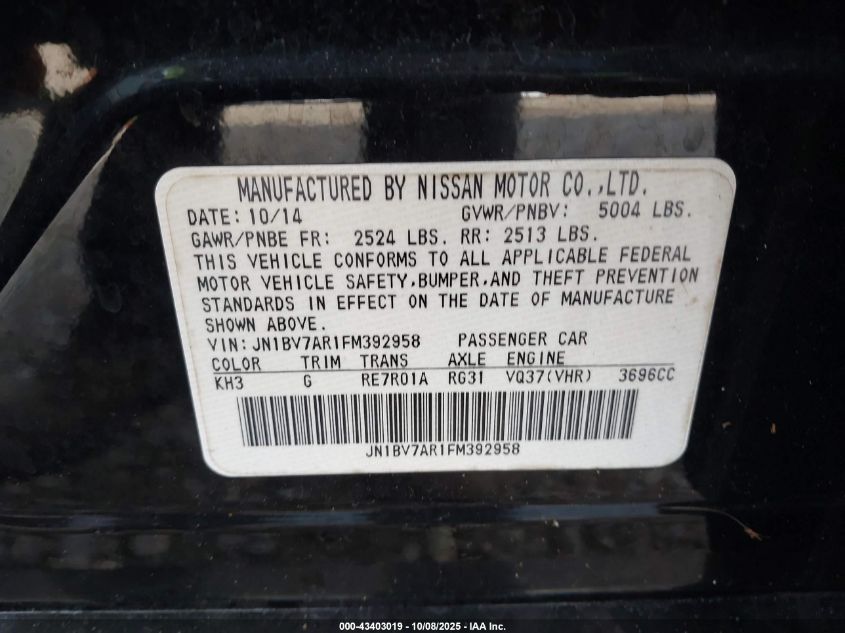 MANUFACTURED BY NISSAN MOTOR CO.,LTD.
DATE: 10/14 GVWR/PNBV: 5004 LBS.
GAWR/PNBE FR: 2524 LBS. RR: 2513 LBS.
THIS VEHICLE CONFORMS TO ALL APPLICABLE FEDERAL
MOTOR VEHICLE SAFETY,BUMPER,AND THEFT PREVENTION
STANDARDS IN EFFECT ON THE DATE OF MANUFACTURE
SHOWN ABOVE.
VIN: JN1BV7AR1FM392958 PASSENGER CAR
COLOR TRIM TRANS AXLE ENGINE
KH3 G RE7R01A RG31 VQ37(VHR) 3696CC
JN1BV7AR1FM392958
000-43403019 - 10/08/2025 - IAA Inc.